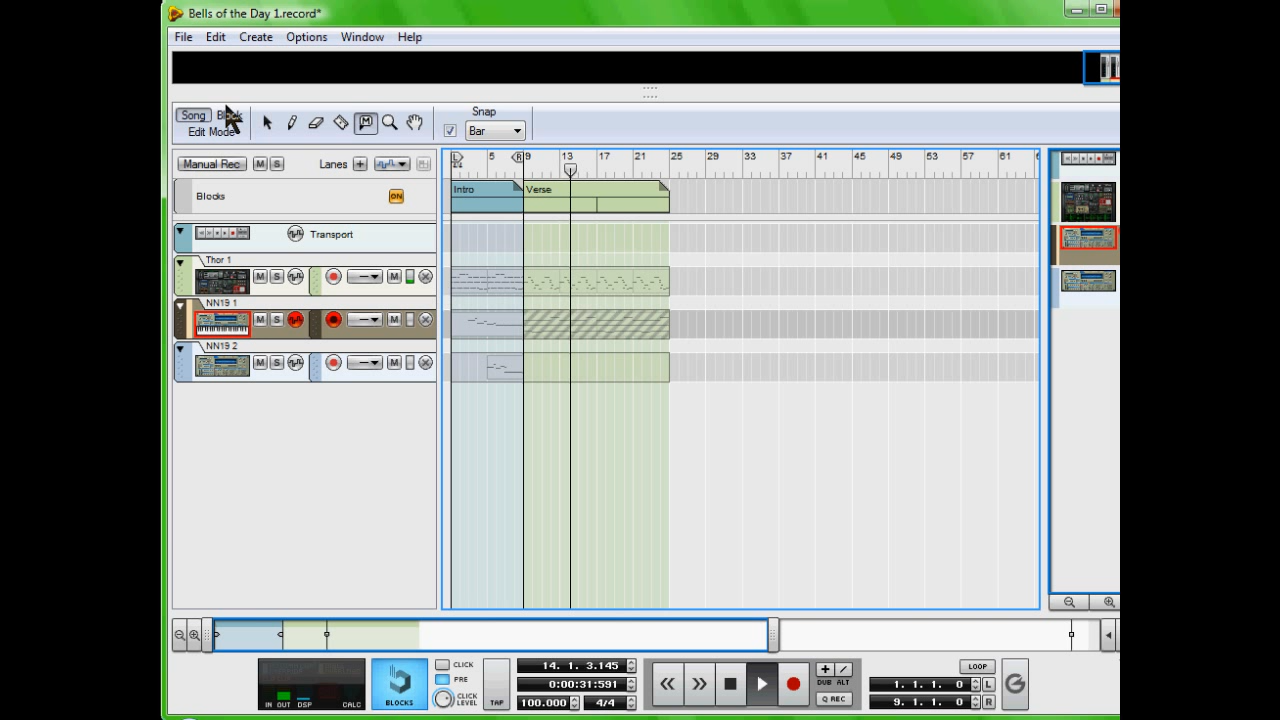 Bells of the Day 1.record*
File Edit Create Options Window Help
Song Block
Edit Mode
Snap
Bar
Manual Rec M S Lanes +
L R
4/4
5 9 13 17 21 25 29 33 37 41 45 49 53 57 61
Blocks ON
Intro Verse
Transport
Thor 1
M S M
NN19 1
M S M
NN19 2
M S M
IN OUT DSP CALC
BLOCKS
CLICK
PRE
CLICK LEVEL
TAP
14. 1. 3.145
0:00:31:591
100.000 4/4
DUB ALT
Q REC
LOOP
1. 1. 1. 0 L
9. 1. 1. 0 R